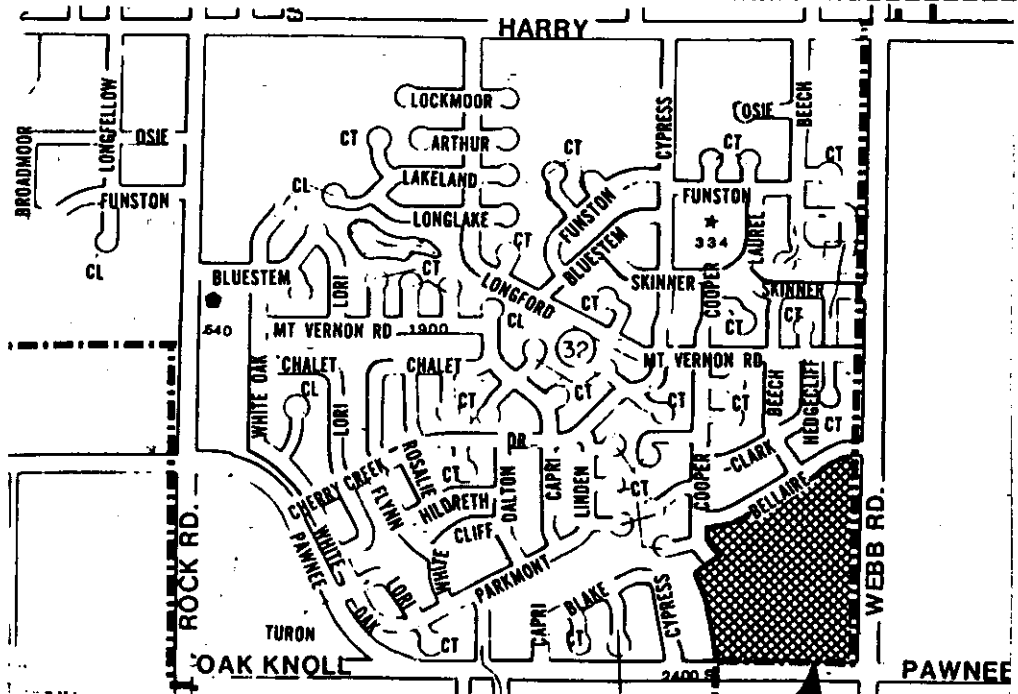 HARRY
LOCKMOOR
ARTHUR
CT
LAKELAND
CL
LONGLAKE
CT
CT
BROADMOOR
LONGFELLOW
OSIE
FUNSTON
CL
CYPRESS
OSIE
BEECH
CT
CT
FUNSTON
FUNSTON
334
LAUREL
BLUESTEM
BLUESTEM
LORI
CT
LONGFORD
SKINNER
COOPER
SKINNER
CT
CT
CT
640
MT VERNON RD
1900
CL
32
MT VERNON RD
WHITE OAK
CHALET
CHALET
CL
LORI
CT
CT
CT
CT
BEECH
HEDGECLIFF
CT
DR
ROSALIE
CHERRY CREEK
FLYNN
CT
HILDRETH
DALTON
CAPRI
LINDEN
CT
COOPER
CLARK
BELLAIRE
ROCK RD.
PAWNEE
WHITE
OAK
LORI
WHITE
CLIFF
PARKMONT
CT
CAPRI
BLAKE
CT
CYPRESS
WEBB RD.
TURON
OAK KNOLL
2400 S
PAWNEE